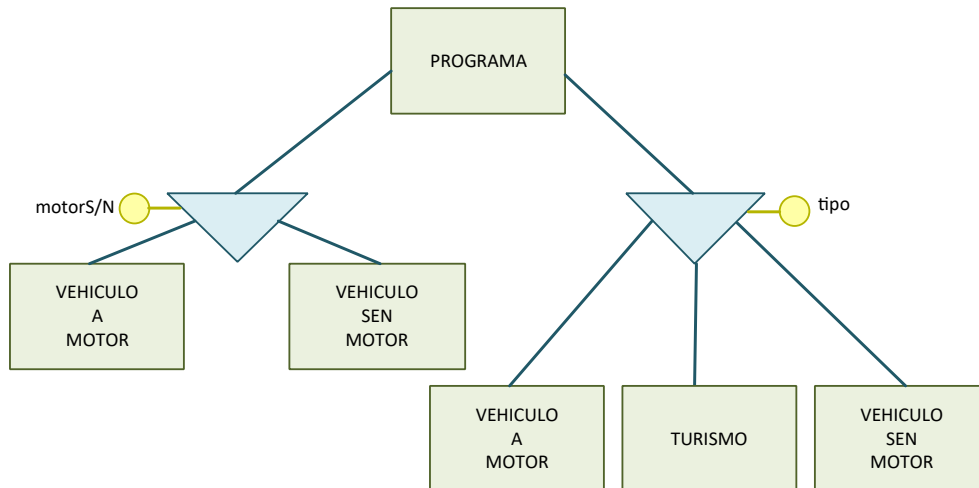 PROGRAMA
motorS/N
tipo
VEHICULO
A
MOTOR
VEHICULO
SEN
MOTOR
VEHICULO
A
MOTOR
TURISMO
VEHICULO
SEN
MOTOR